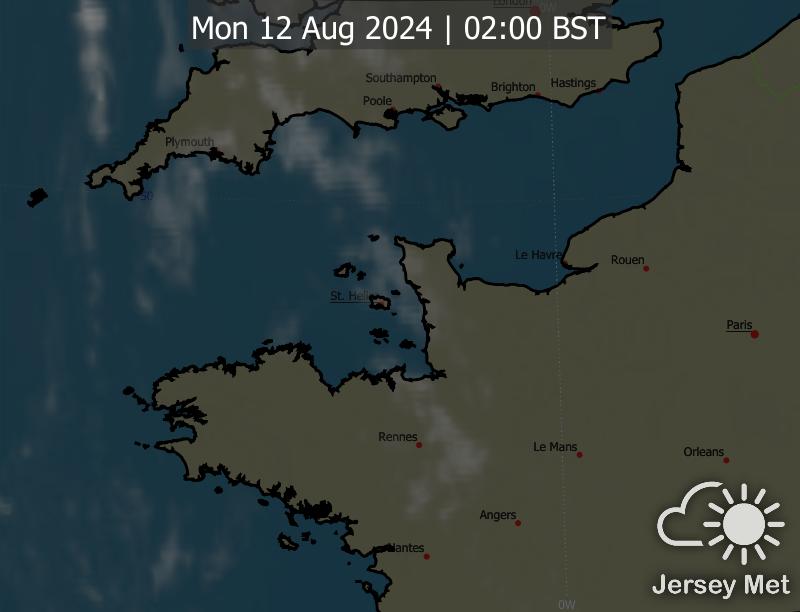 London
0W
Mon 12 Aug 2024 | 02:00 BST
Southampton
Brighton
Hastings
Poole
Plymouth
50
Le Havre
Rouen
St. Heli
Paris
Rennes
Le Mans
Orleans
Angers
Nantes
Jersey Met
0W